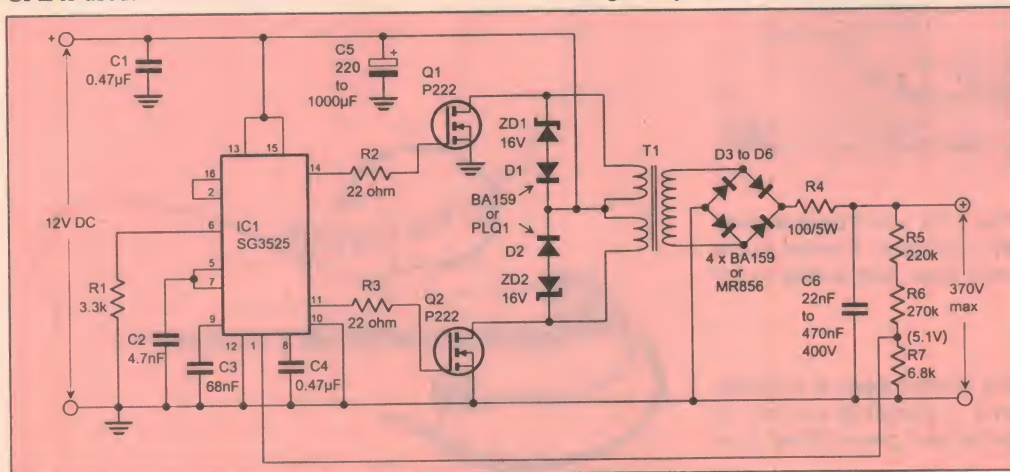 +
C1
0.47µF
C5
220
to
1000µF
+
Q1
P222
ZD1
16V
D1
BA159
or
PLQ1
D2
ZD2
16V
T1
D3 to D6
4 x BA159
or
MR856
R4
100/5W
+
R5
220k
R6
270k
(5.1V)
R7
6.8k
370V
max
C6
22nF
to
470nF
400V
12V DC
13
15
16
2
6
5
7
9
12
1
8
10
11
14
IC1
SG3525
R2
22 ohm
R3
22 ohm
Q2
P222
R1
3.3k
C2
4.7nF
C3
68nF
C4
0.47µF